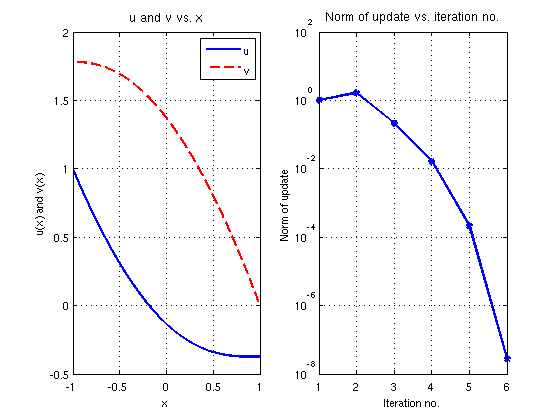 u and v vs. x
u
v
2
1.5
1
0.5
0
-0.5
-1
-0.5
0
0.5
1
x
u(x) and v(x)
Norm of update vs. iteration no.
10^2
10^0
10^-2
10^-4
10^-6
10^-8
1
2
3
4
5
6
Iteration no.
Norm of update